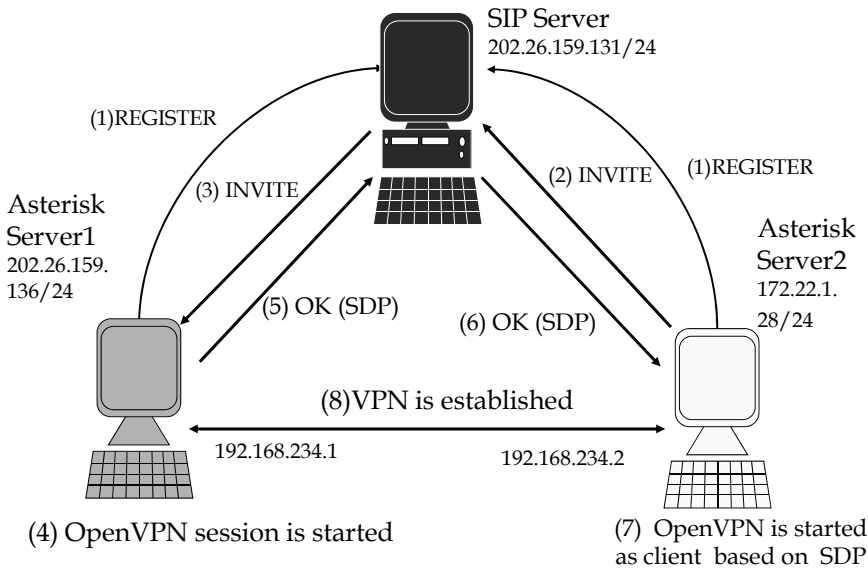 SIP Server
202.26.159.131/24
(1)REGISTER
(3) INVITE
(2) INVITE
(1)REGISTER
Asterisk
Server1
202.26.159.
136/24
Asterisk
Server2
172.22.1.
28/24
(5) OK (SDP)
(6) OK (SDP)
(8)VPN is established
192.168.234.1
192.168.234.2
(4) OpenVPN session is started
(7) OpenVPN is started
as client based on SDP